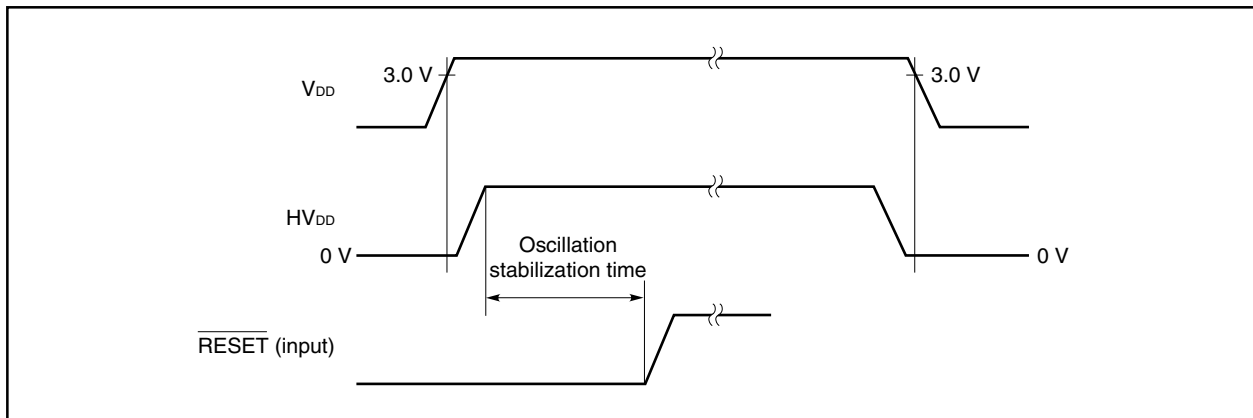 3.0 V
3.0 V
VDD
HVDD
0 V
0 V
Oscillation
stabilization time
RESET (input)